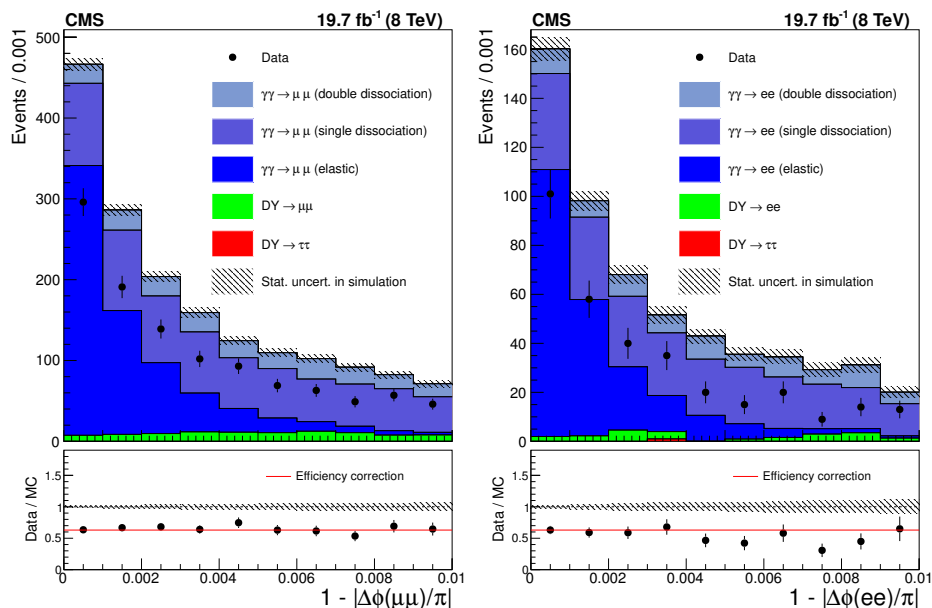 CMS
19.7 fb⁻¹ (8 TeV)
Events / 0.001
500
400
300
200
100
0
Data
γγ→μμ (double dissociation)
γγ→μμ (single dissociation)
γγ→μμ (elastic)
DY→μμ
DY→ττ
Stat. uncert. in simulation
Data / MC
1.5
1
0.5
0
Efficiency correction
0 0.002 0.004 0.006 0.008 0.01
1 - |Δϕ(μμ)/π|
CMS
19.7 fb⁻¹ (8 TeV)
Events / 0.001
160
140
120
100
80
60
40
20
0
Data
γγ→ee (double dissociation)
γγ→ee (single dissociation)
γγ→ee (elastic)
DY→ee
DY→ττ
Stat. uncert. in simulation
Data / MC
1.5
1
0.5
0
Efficiency correction
0 0.002 0.004 0.006 0.008 0.01
1 - |Δϕ(ee)/π|